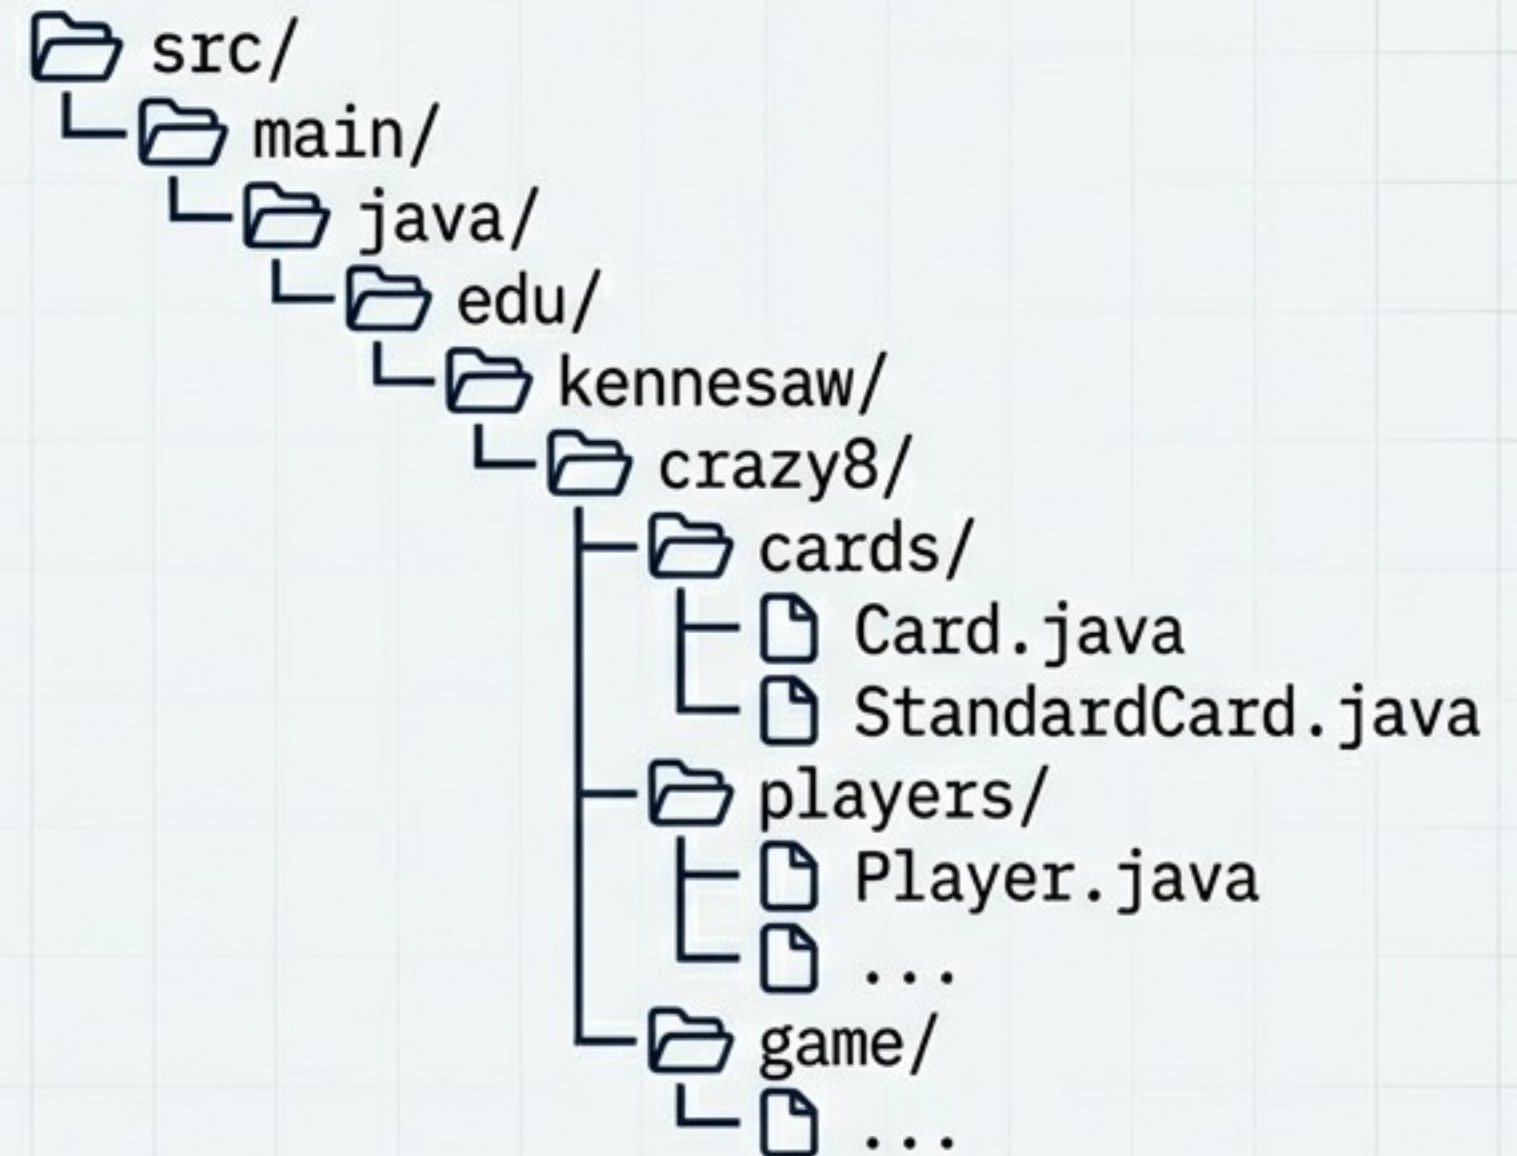 src/
main/
java/
edu/
kennesaw/
crazy8/
cards/
Card.java
StandardCard.java
players/
Player.java
...
game/
...